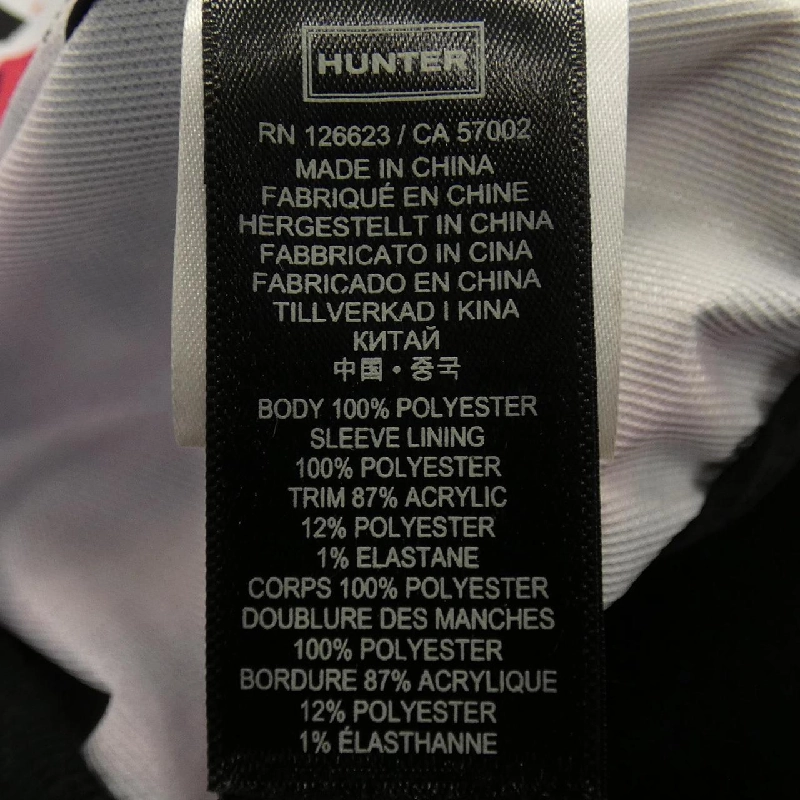 HUNTER
RN 126623 / CA 57002
MADE IN CHINA
FABRIQUÉ EN CHINE
HERGESTELLT IN CHINA
FABBRICATO IN CINA
FABRICADO EN CHINA
TILLVERKAD I KINA
КИТАЙ
中国 • 중국
BODY 100% POLYESTER
SLEEVE LINING
100% POLYESTER
TRIM 87% ACRYLIC
12% POLYESTER
1% ELASTANE
CORPS 100% POLYESTER
DOUBLURE DES MANCHES
100% POLYESTER
BORDURE 87% ACRYLIQUE
12% POLYESTER
1% ÉLASTHANNE